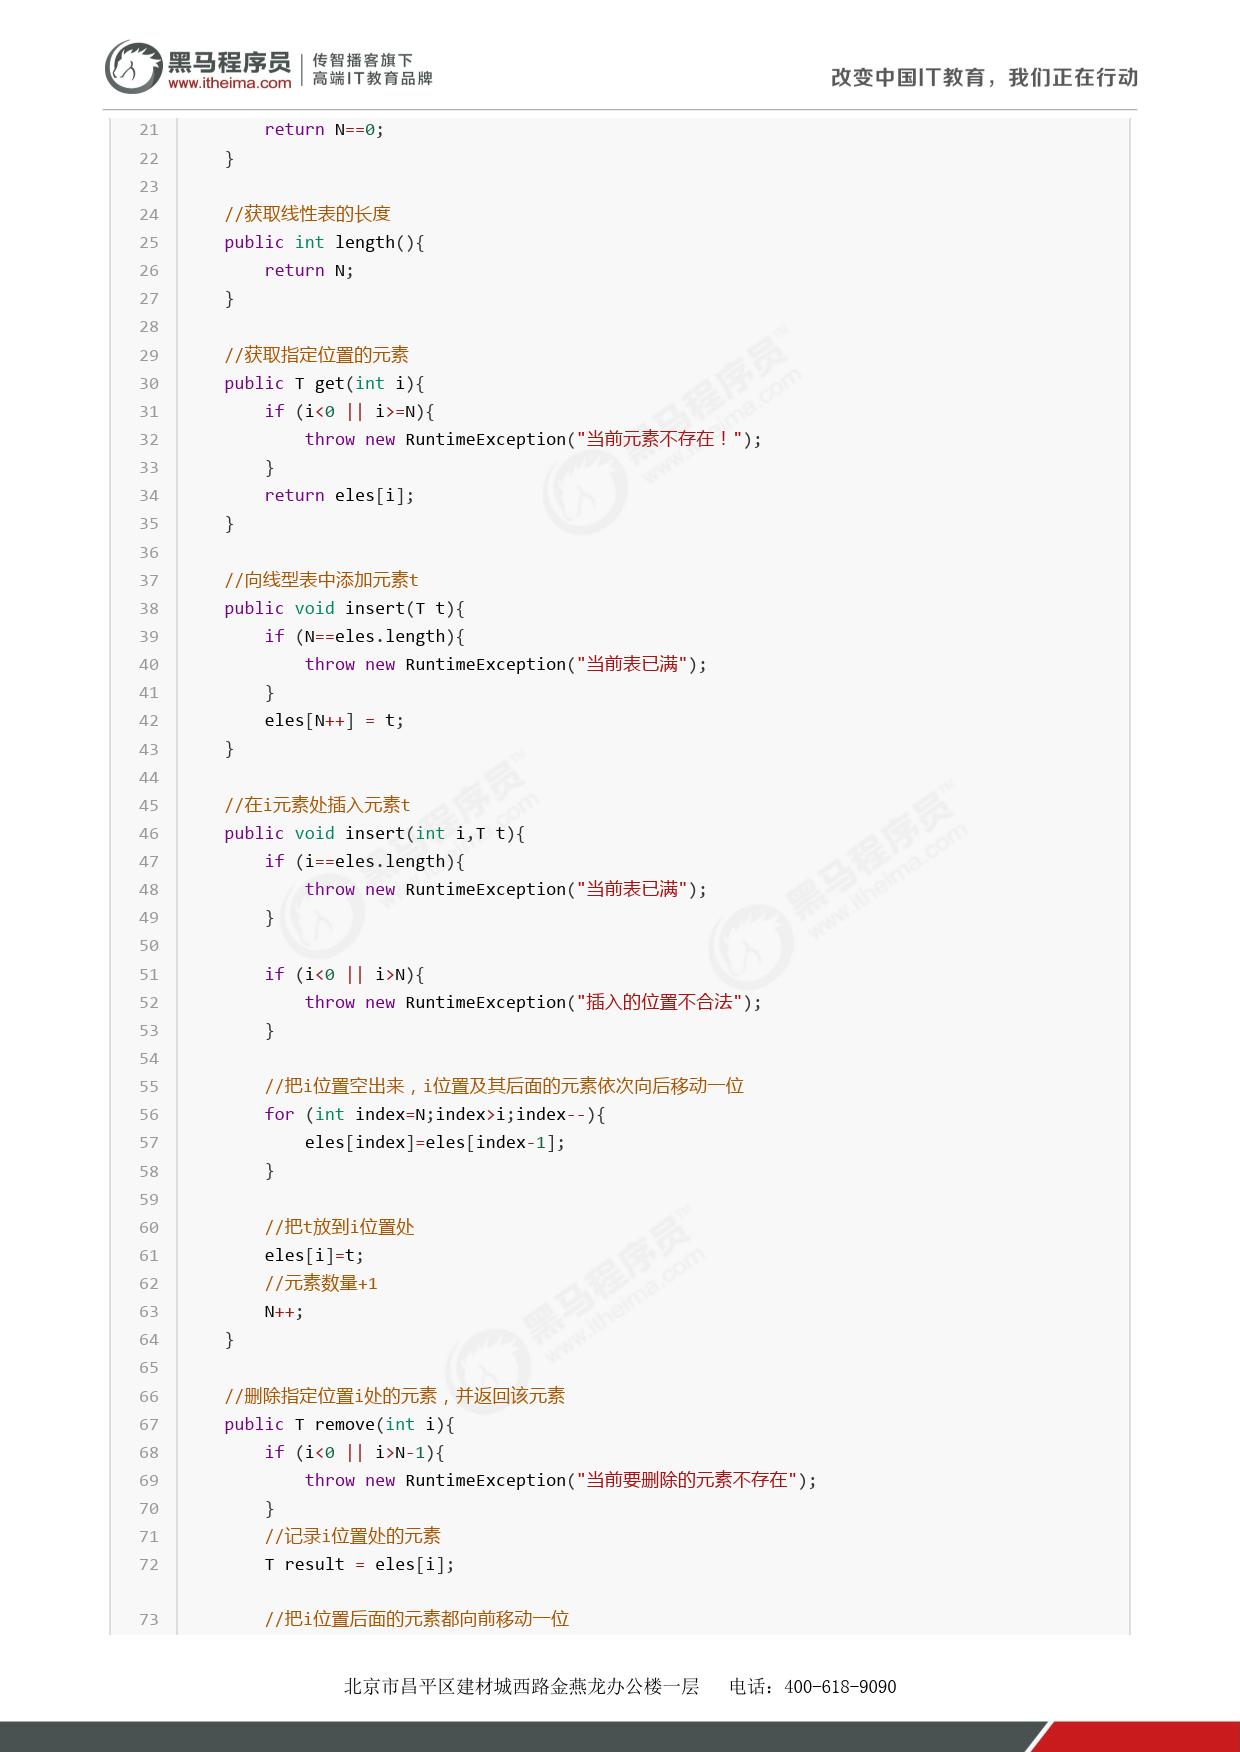 黑马程序员 传智播客旗下
www.itheima.com 高端IT教育品牌
改变中国IT教育，我们正在行动
21 return N==0;
22 }
23
24 //获取线性表的长度
25 public int length(){
26 return N;
27 }
28
29 //获取指定位置的元素
30 public T get(int i){
31 if (i<0 || i>=N){
32 throw new RuntimeException("当前元素不存在！");
33 }
34 return eles[i];
35 }
36
37 //向线型表中添加元素t
38 public void insert(T t){
39 if (N==eles.length){
40 throw new RuntimeException("当前表已满");
41 }
42 eles[N++] = t;
43 }
44
45 //在i元素处插入元素t
46 public void insert(int i,T t){
47 if (i==eles.length){
48 throw new RuntimeException("当前表已满");
49 }
50
51 if (i<0 || i>N){
52 throw new RuntimeException("插入的位置不合法");
53 }
54
55 //把i位置空出来，i位置及其后面的元素依次向后移动一位
56 for (int index=N;index>i;index--){
57 eles[index]=eles[index-1];
58 }
59
60 //把t放到i位置处
61 eles[i]=t;
62 //元素数量+1
63 N++;
64 }
65
66 //删除指定位置i处的元素，并返回该元素
67 public T remove(int i){
68 if (i<0 || i>N-1){
69 throw new RuntimeException("当前要删除的元素不存在");
70 }
71 //记录i位置处的元素
72 T result = eles[i];
73 //把i位置后面的元素都向前移动一位
北京市昌平区建材城西路金燕龙办公楼一层 电话：400-618-9090